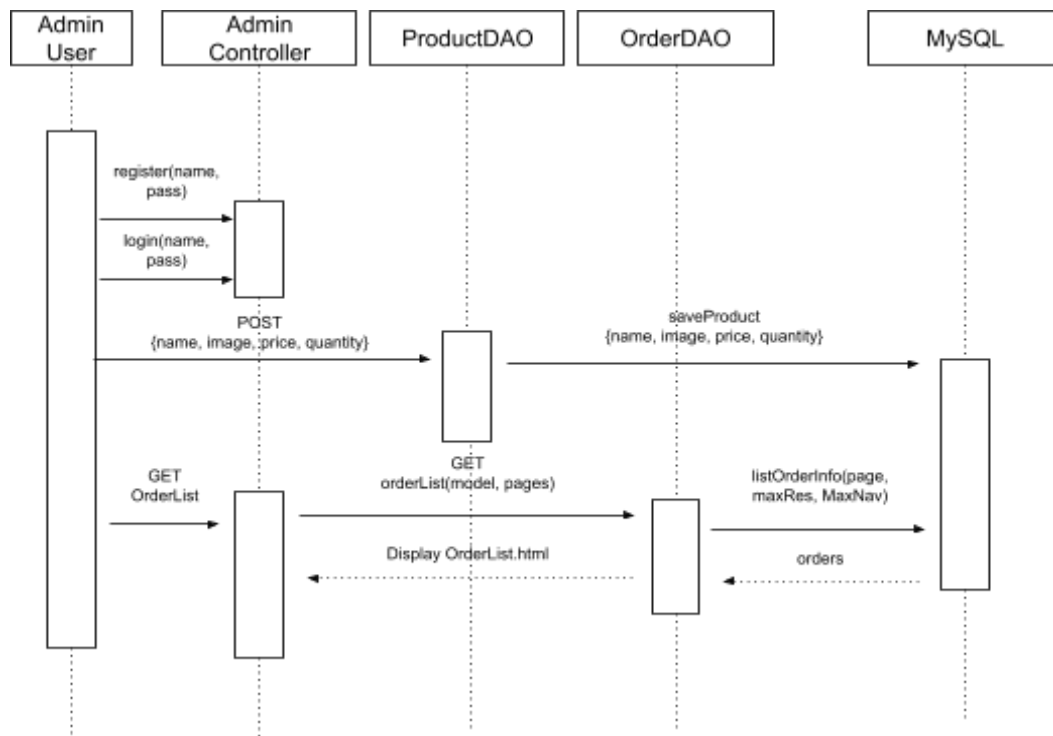 Admin
User
Admin
Controller
ProductDAO
OrderDAO
MySQL
register(name,
pass)
login(name,
pass)
POST
{name, image, price, quantity}
saveProduct
{name, image, price, quantity}
GET
OrderList
GET
orderList(model, pages)
listOrderInfo(page,
maxRes, MaxNav)
Display OrderList.html
orders